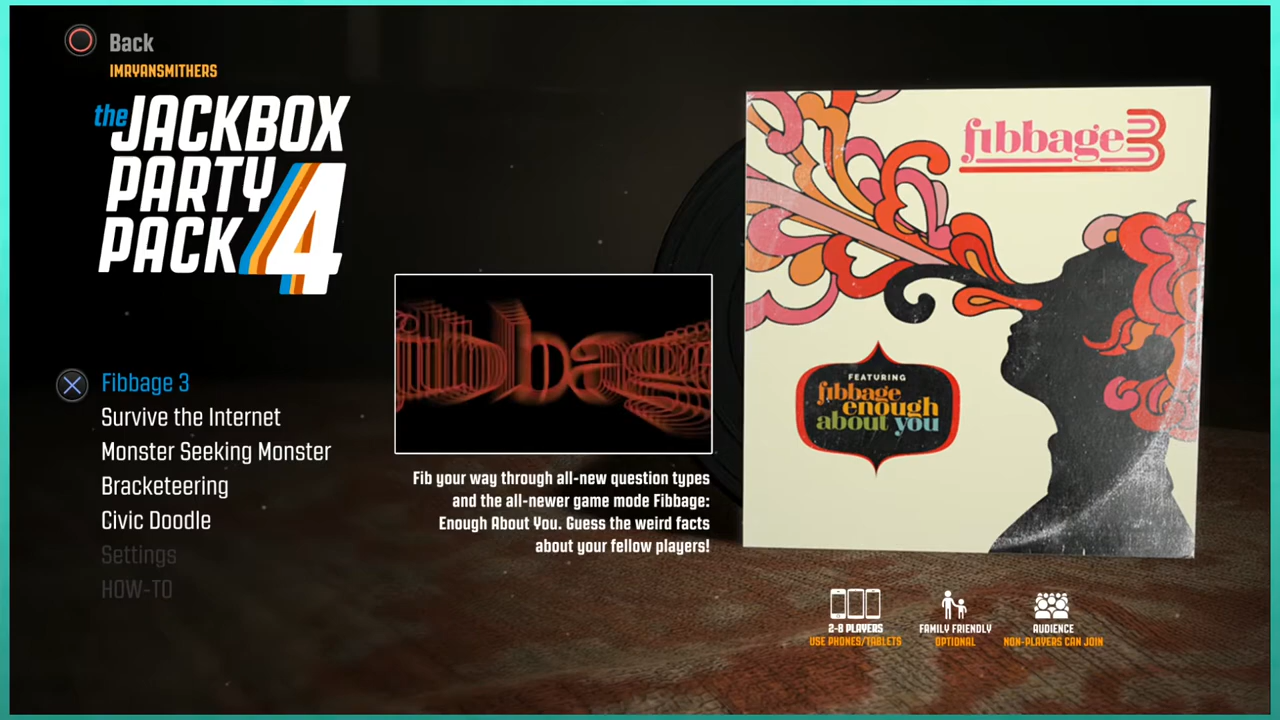 Back
IMRYANSMITHERS
the JACKBOX
PARTY
PACK 4
Fibbage 3
Survive the Internet
Monster Seeking Monster
Bracketeering
Civic Doodle
Settings
HOW-TO
fibbag
Fib your way through all-new question types
and the all-newer game mode Fibbage:
Enough About You. Guess the weird facts
about your fellow players!
fibbage 3
FEATURING
fibbage
enough
about you
2-8 PLAYERS
USE PHONES/TABLETS
FAMILY FRIENDLY
OPTIONAL
AUDIENCE
NON-PLAYERS CAN JOIN